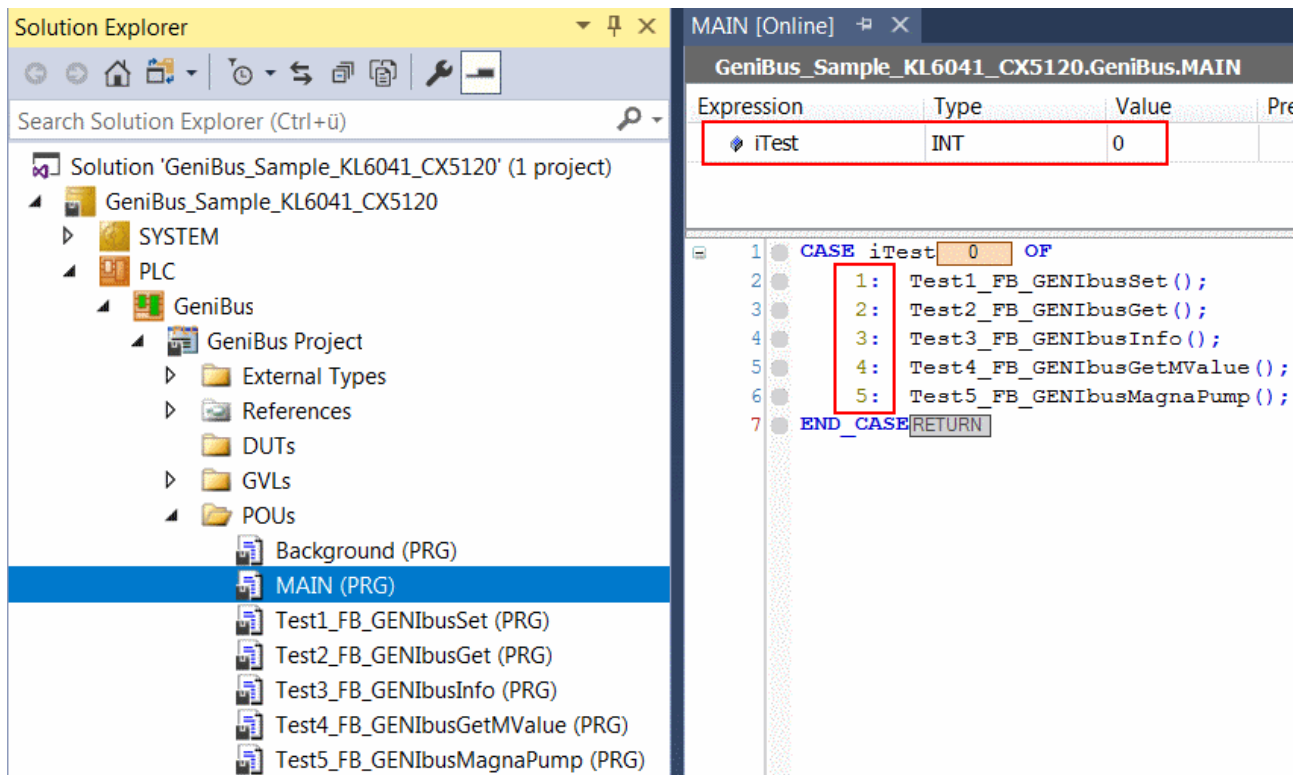 Solution Explorer
Search Solution Explorer (Ctrl+ü)
Solution 'GeniBus_Sample_KL6041_CX5120' (1 project)
GeniBus_Sample_KL6041_CX5120
SYSTEM
PLC
GeniBus
GeniBus Project
External Types
References
DUTs
GVLs
POUs
Background (PRG)
MAIN (PRG)
Test1_FB_GENIbusSet (PRG)
Test2_FB_GENIbusGet (PRG)
Test3_FB_GENIbusInfo (PRG)
Test4_FB_GENIbusGetMValue (PRG)
Test5_FB_GENIbusMagnaPump (PRG)
MAIN [Online]
GeniBus_Sample_KL6041_CX5120.GeniBus.MAIN
Expression Type Value Pre
iTest INT 0
1 CASE iTest 0 OF
2 1: Test1_FB_GENIbusSet();
3 2: Test2_FB_GENIbusGet();
4 3: Test3_FB_GENIbusInfo();
5 4: Test4_FB_GENIbusGetMValue();
6 5: Test5_FB_GENIbusMagnaPump();
7 END_CASE RETURN